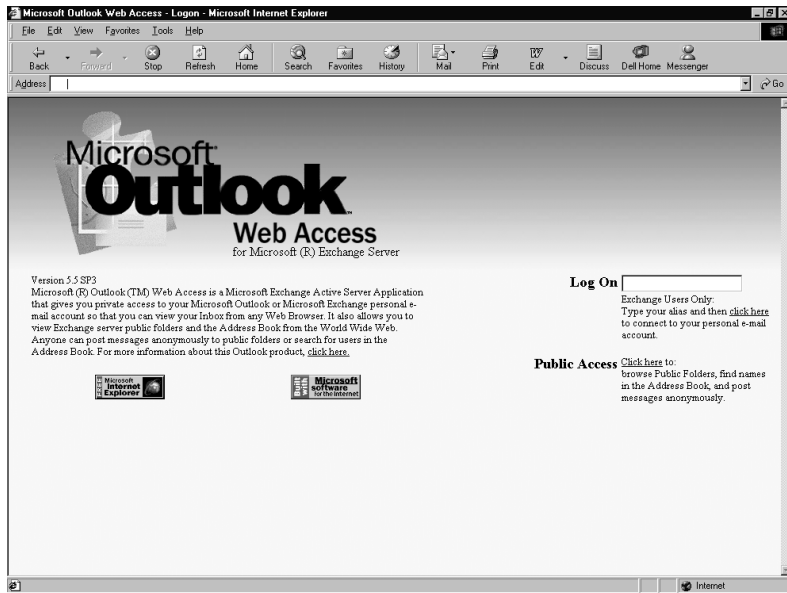 Microsoft Outlook Web Access - Logon - Microsoft Internet Explorer
File Edit View Favorites Tools Help
Back Forward Stop Refresh Home Search Favorites History Mail Print Edit Discuss Dell Home Messenger
Address Go
Microsoft
Outlook™
Web Access
for Microsoft (R) Exchange Server
Version 5.5 SP3
Microsoft (R) Outlook (TM) Web Access is a Microsoft Exchange Active Server Application
that gives you private access to your Microsoft Outlook or Microsoft Exchange personal e-
mail account so that you can view your Inbox from any Web Browser. It also allows you to
view Exchange server public folders and the Address Book from the World Wide Web.
Anyone can post messages anonymously to public folders or search for users in the
Address Book. For more information about this Outlook product, click here.
Microsoft
Internet
Explorer
Microsoft
software
for the Internet
Log On
Exchange Users Only:
Type your alias and then click here
to connect to your personal e-mail
account.
Public Access Click here to:
browse Public Folders, find names
in the Address Book, and post
messages anonymously.
Internet